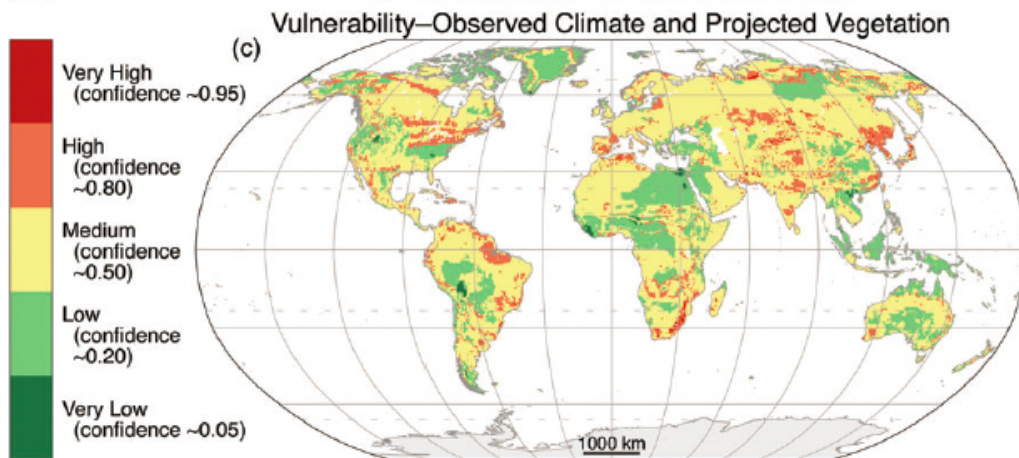 Vulnerability–Observed Climate and Projected Vegetation
(c)
Very High
(confidence ~0.95)
High
(confidence
~0.80)
Medium
(confidence
~0.50)
Low
(confidence
~0.20)
Very Low
(confidence ~0.05)
1000 km